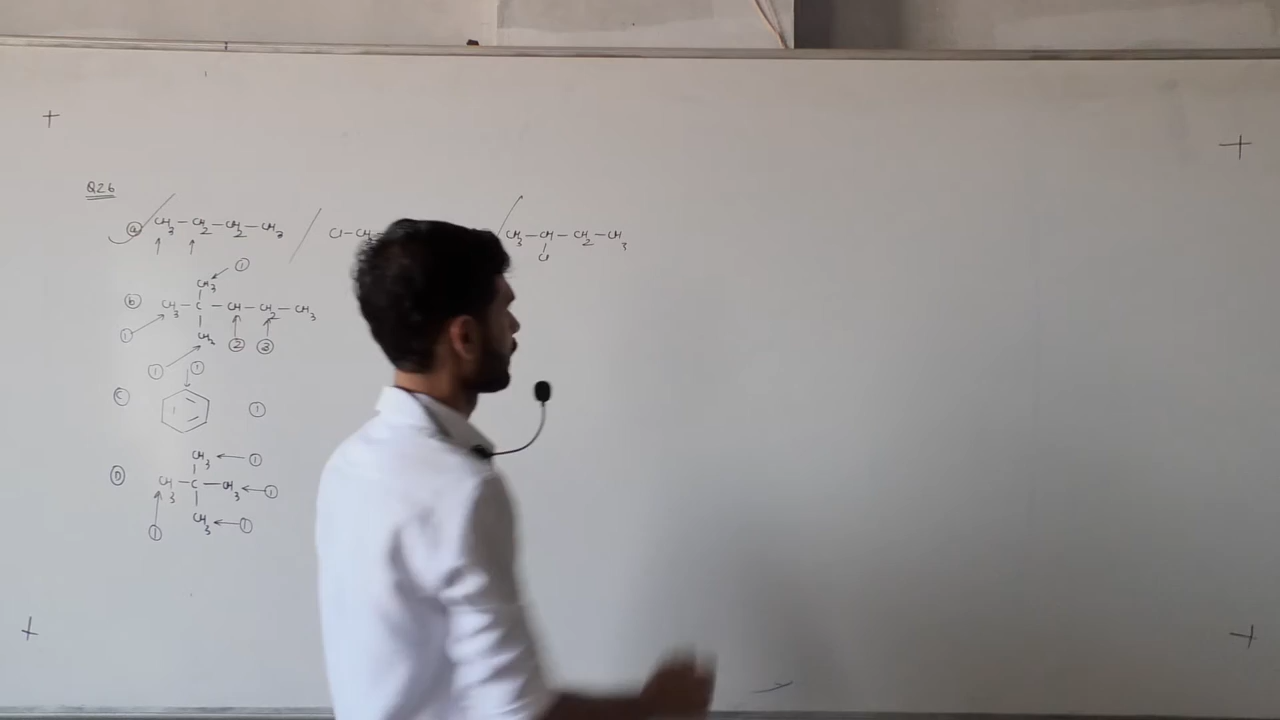 Q26
(a) CH3 — CH2 — CH2 — CH3
Cl — CH2
CH3 — CH — CH2 — CH3
Cl
1
CH3
(b) CH3 — C — CH — CH2 — CH3
1
CH2
2 3
1 1
(c) 1
CH3 1
(D) CH3 — C — CH3 1
1 CH3 1